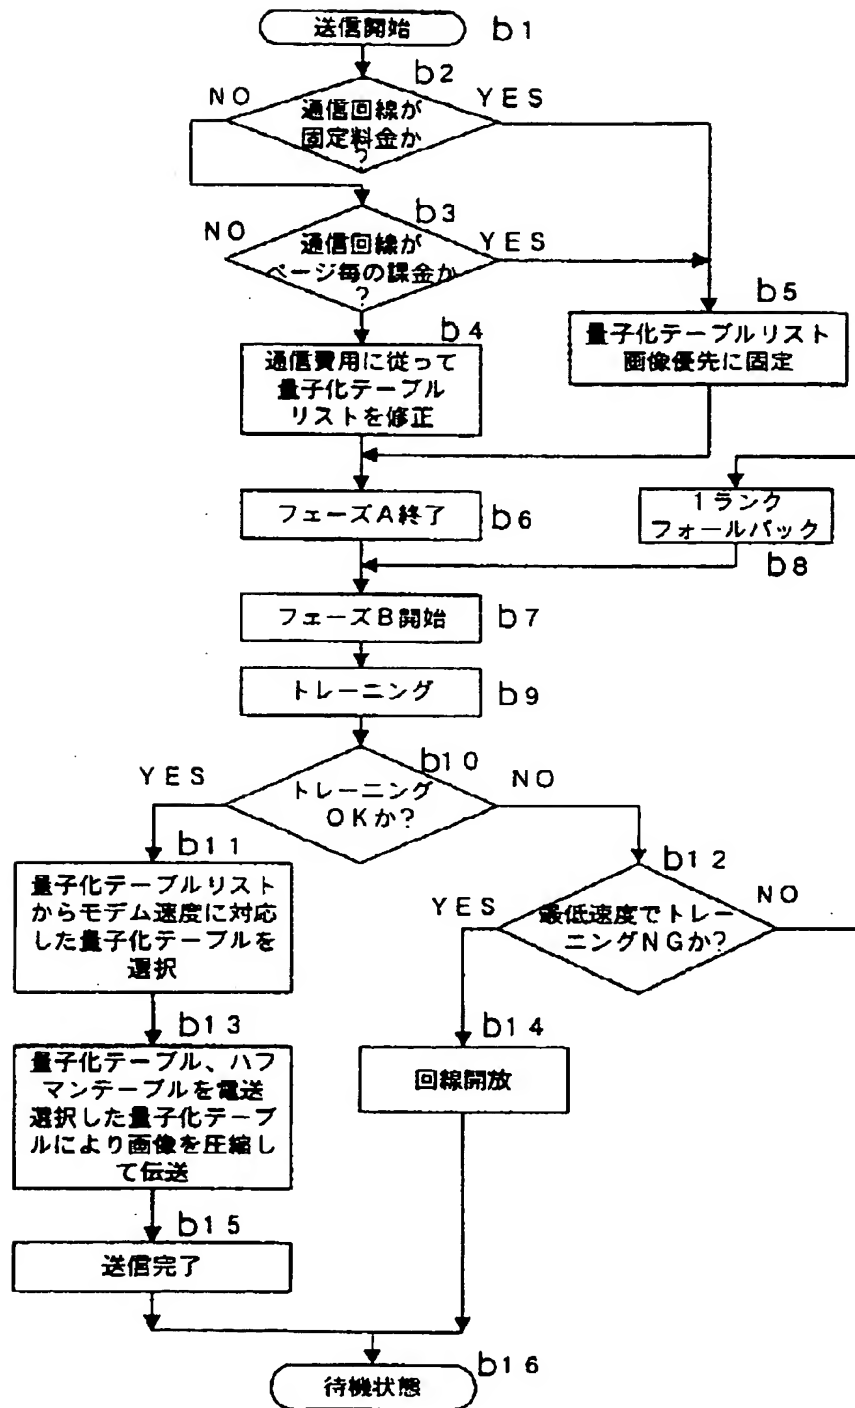 送信開始 b1
b2
NO YES
通信回線が
固定料金か
?
b3
NO YES
通信回線が
ページ毎の課金か
?
b4
通信費用に従って
量子化テーブル
リストを修正
b5
量子化テーブルリスト
画像優先に固定
フェーズA終了 b6
1ランク
フォールバック
b8
フェーズB開始 b7
トレーニング b9
b10
YES NO
トレーニング
OKか?
b11
量子化テーブルリスト
からモデム速度に対応
した量子化テーブルを
選択
b12
YES NO
最低速度でトレー
ニングNGか?
b13
量子化テーブル、ハフ
マンテーブルを電送
選択した量子化テーブ
ルにより画像を圧縮し
て伝送
b14
回線開放
b15
送信完了
b16
待機状態